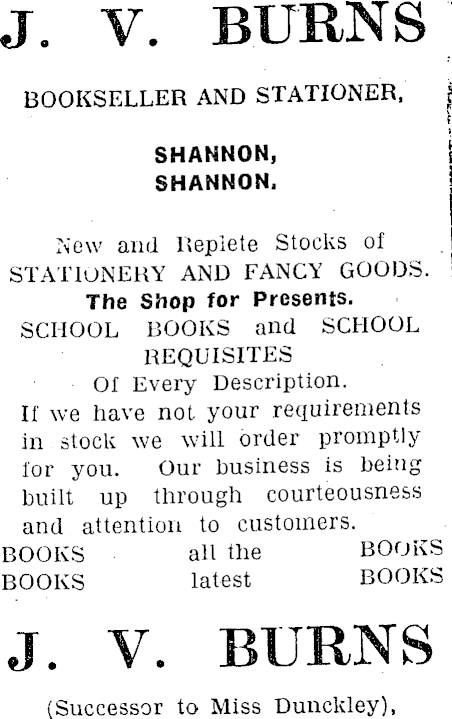 J. V. BURNS
BOOKSELLER AND STATIONER,
SHANNON,
SHANNON.
New and Replete Stocks of
STATIONERY AND FANCY GOODS.
The Shop for Presents.
SCHOOL BOOKS and SCHOOL
REQUISITES
Of Every Description.
If we have not your requirements
in stock we will order promptly
for you. Our business is being
built up through courteousness
and attention to customers.
BOOKS all the BOOKS
BOOKS latest BOOKS
J. V. BURNS
(Successor to Miss Dunckley),